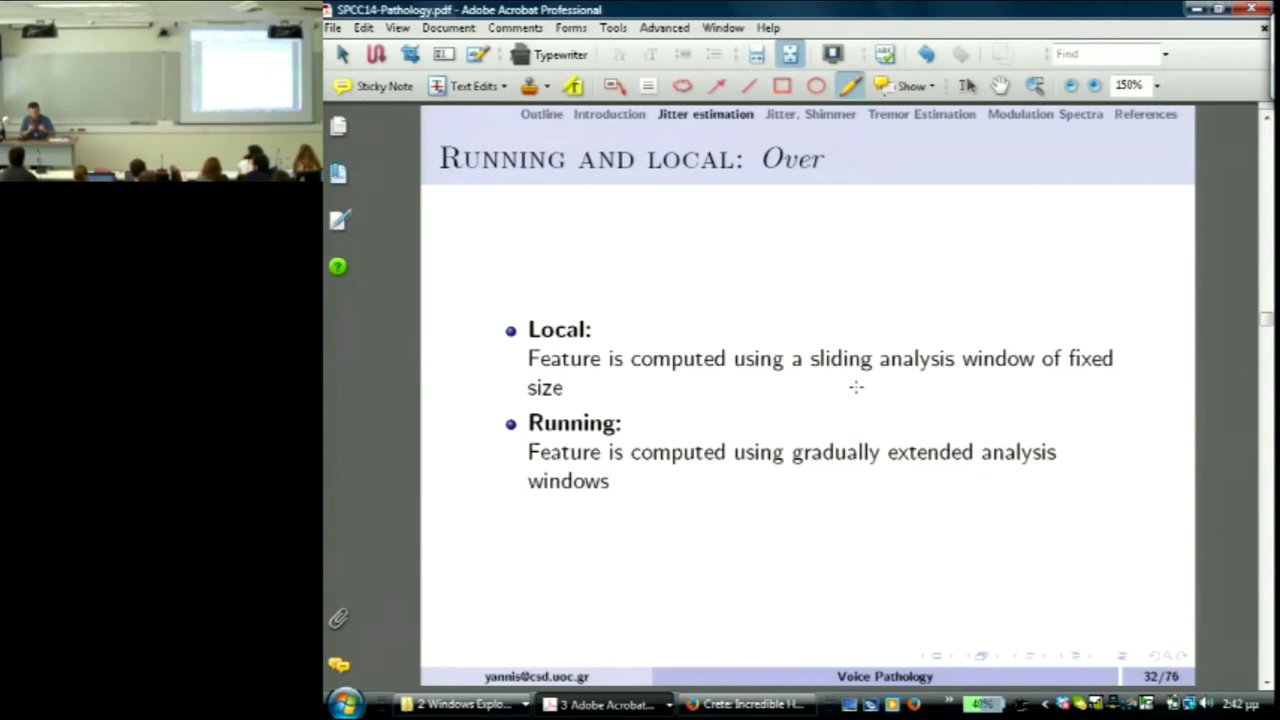 SPCC14-Pathology.pdf - Adobe Acrobat Professional
File Edit View Document Comments Forms Tools Advanced Window Help
Typewriter Find
Sticky Note Text Edits Show 150%
Outline Introduction Jitter estimation Jitter, Shimmer Tremor Estimation Modulation Spectra References
RUNNING AND LOCAL: Over
Local:
Feature is computed using a sliding analysis window of fixed
size
Running:
Feature is computed using gradually extended analysis
windows
yannis@csd.uoc.gr Voice Pathology 32/76
2 Windows Explo... 3 Adobe Acrobat... Crete: Incredible H... 40% 2:42 μμ